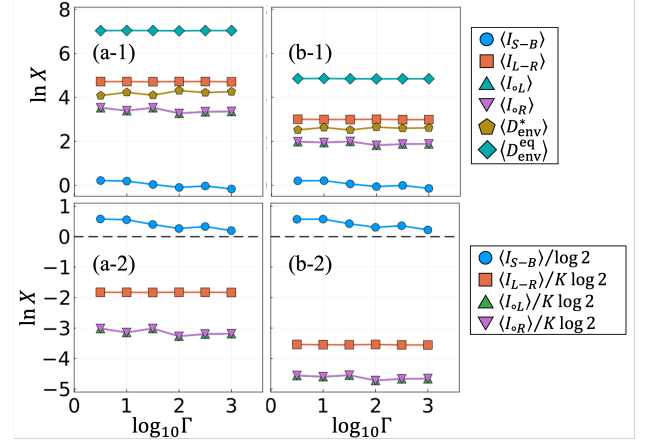 8
6
4
2
0
ln X
(a-1)
(b-1)
⟨I_{S−B}⟩
⟨I_{L−R}⟩
⟨I_{∘L}⟩
⟨I_{∘R}⟩
⟨D*_{env}⟩
⟨D^{eq}_{env}⟩
1
0
−1
−2
−3
−4
−5
ln X
(a-2)
(b-2)
⟨I_{S−B}⟩/log 2
⟨I_{L−R}⟩/K log 2
⟨I_{∘L}⟩/K log 2
⟨I_{∘R}⟩/K log 2
0 1 2 3 0 1 2 3
log₁₀Γ log₁₀Γ